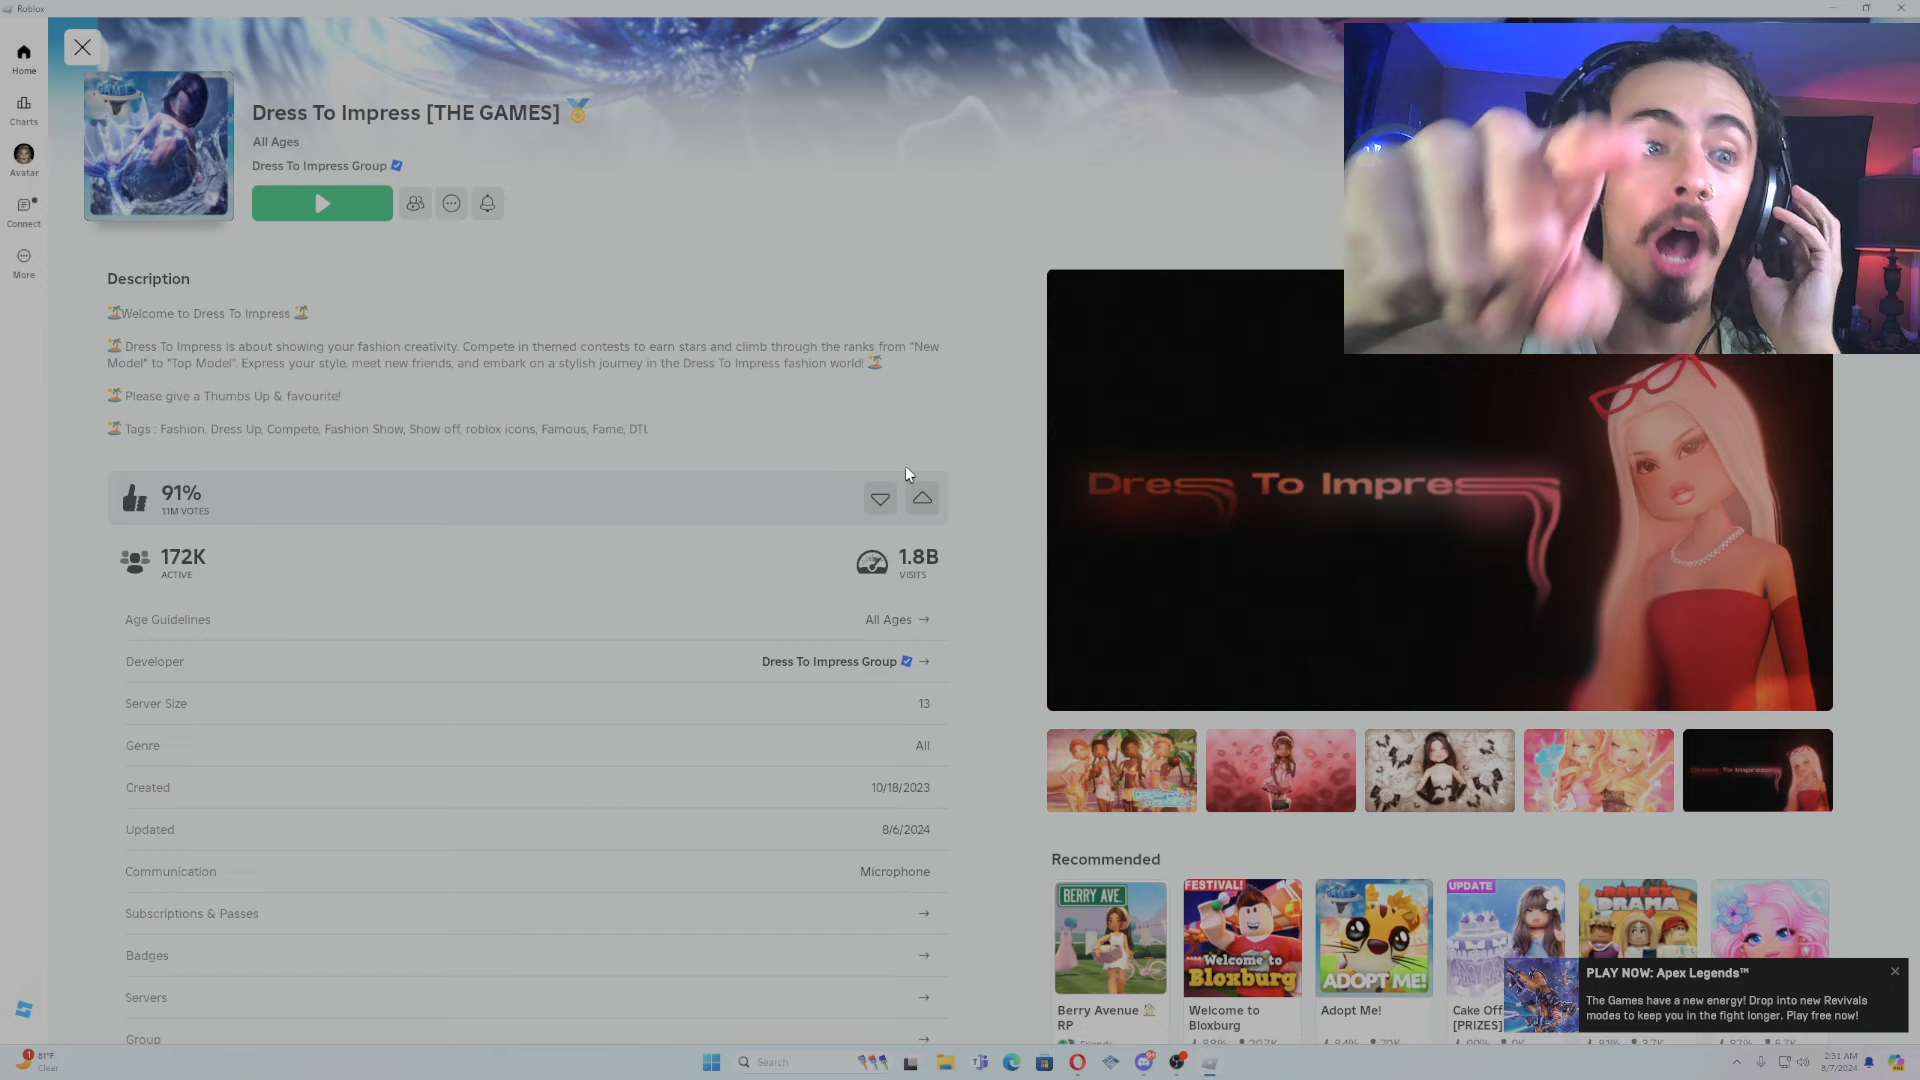 Roblox
Home
Charts
Avatar
Connect
More
Dress To Impress [THE GAMES] 🏅
All Ages
Dress To Impress Group
Description
🏝️Welcome to Dress To Impress 🏝️
🏝️ Dress To Impress is about showing your fashion creativity. Compete in themed contests to earn stars and climb through the ranks from "New
Model" to "Top Model". Express your style, meet new friends, and embark on a stylish journey in the Dress To Impress fashion world! 🏝️
🏝️ Please give a Thumbs Up & favourite!
🏝️ Tags : Fashion, Dress Up, Compete, Fashion Show, Show off, roblox icons, Famous, Fame, DTI.
91%
1.1M VOTES
172K
ACTIVE
1.8B
VISITS
Age Guidelines
All Ages →
Developer
Dress To Impress Group →
Server Size
13
Genre
All
Created
10/18/2023
Updated
8/6/2024
Communication
Microphone
Subscriptions & Passes →
Badges →
Servers →
Group
Dress To Impress
Recommended
BERRY AVE.
Berry Avenue 🏠
RP
FESTIVAL!
Welcome to
Bloxburg
Welcome to
Bloxburg
88% 207K
ADOPT ME!
Adopt Me!
84% 70K
UPDATE
Cake Off
[PRIZES]
ROBLOX
DRAMA
PLAY NOW: Apex Legends™
The Games have a new energy! Drop into new Revivals
modes to keep you in the fight longer. Play free now!
1
81°F
Clear
Search
2:31 AM
8/7/2024